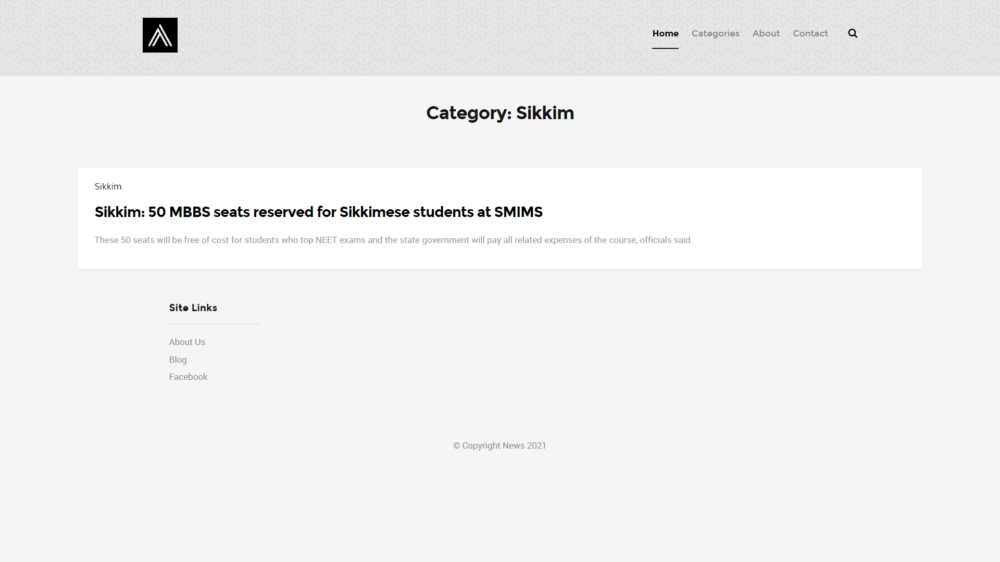 Home Categories About Contact
Category: Sikkim
Sikkim
Sikkim: 50 MBBS seats reserved for Sikkimese students at SMIMS
These 50 seats will be free of cost for students who top NEET exams and the state government will pay all related expenses of the course, officials said.
Site Links
About Us
Blog
Facebook
© Copyright News 2021